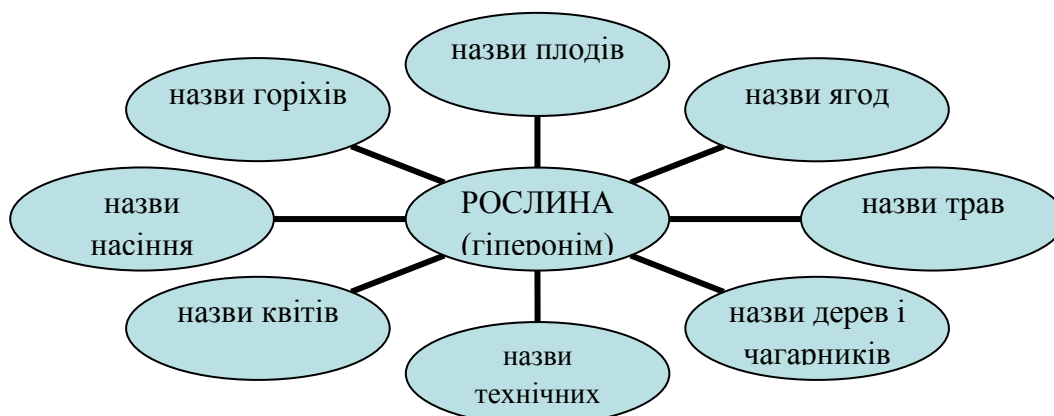 назви плодів
назви горіхів
назви ягод
назви
насіння
РОСЛИНА
(гіперонім)
назви трав
назви квітів
назви дерев і
чагарників
назви
технічних